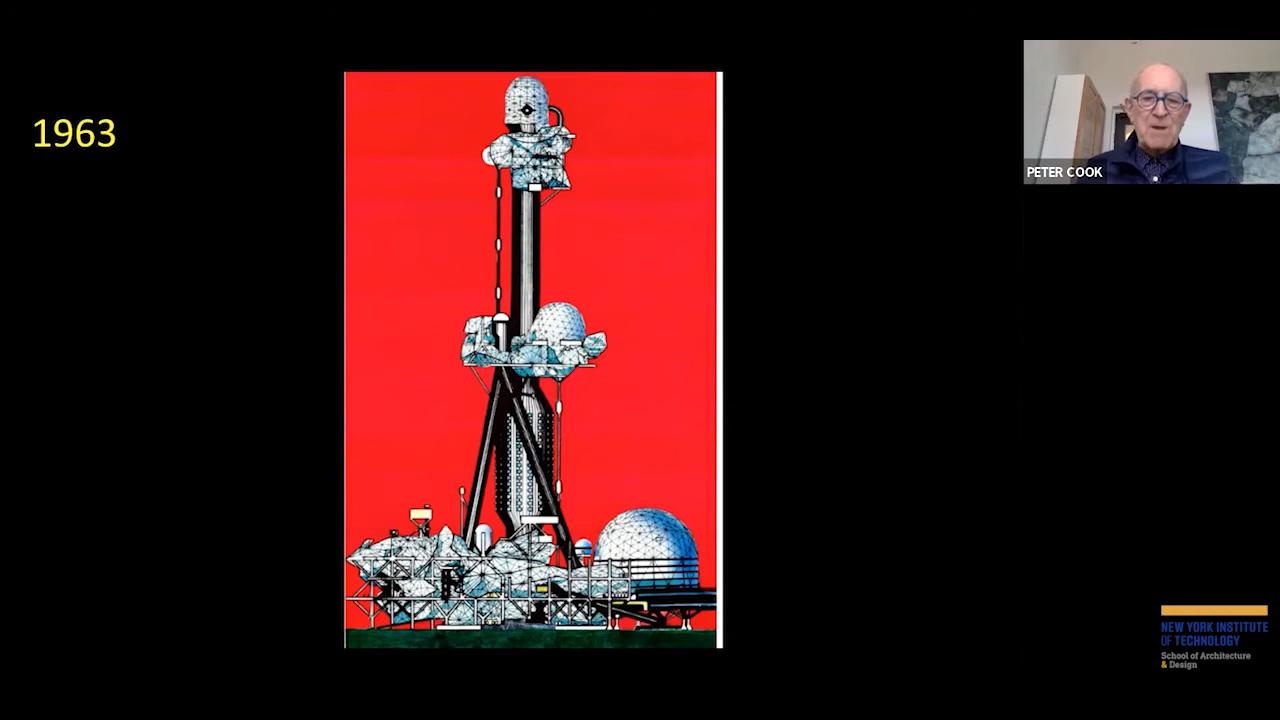 1963
PETER COOK
NEW YORK INSTITUTE
OF TECHNOLOGY
School of Architecture
& Design